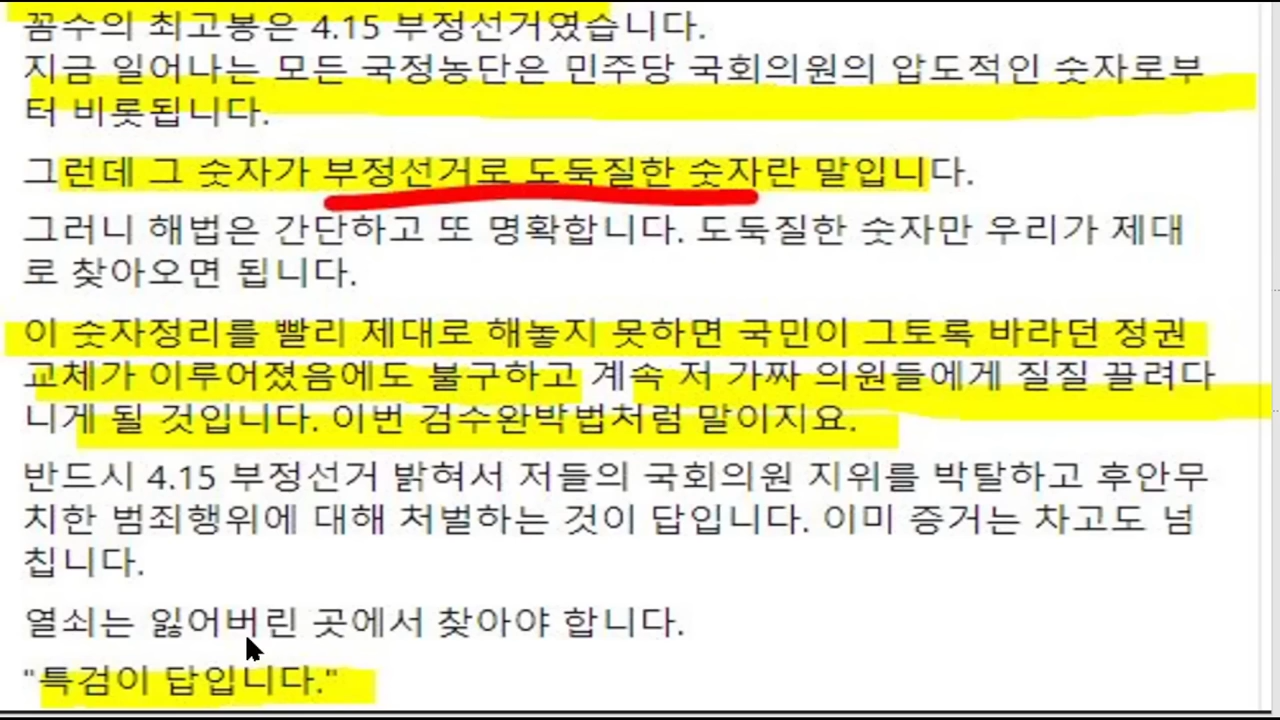 꼼수의 최고봉은 4.15 부정선거였습니다.
지금 일어나는 모든 국정농단은 민주당 국회의원의 압도적인 숫자로부
터 비롯됩니다.
그런데 그 숫자가 부정선거로 도둑질한 숫자란 말입니다.
그러니 해법은 간단하고 또 명확합니다. 도둑질한 숫자만 우리가 제대
로 찾아오면 됩니다.
이 숫자정리를 빨리 제대로 해놓지 못하면 국민이 그토록 바라던 정권
교체가 이루어졌음에도 불구하고 계속 저 가짜 의원들에게 질질 끌려다
니게 될 것입니다. 이번 검수완박법처럼 말이지요.
반드시 4.15 부정선거 밝혀서 저들의 국회의원 지위를 박탈하고 후안무
치한 범죄행위에 대해 처벌하는 것이 답입니다. 이미 증거는 차고도 넘
칩니다.
열쇠는 잃어버린 곳에서 찾아야 합니다.
"특검이 답입니다."